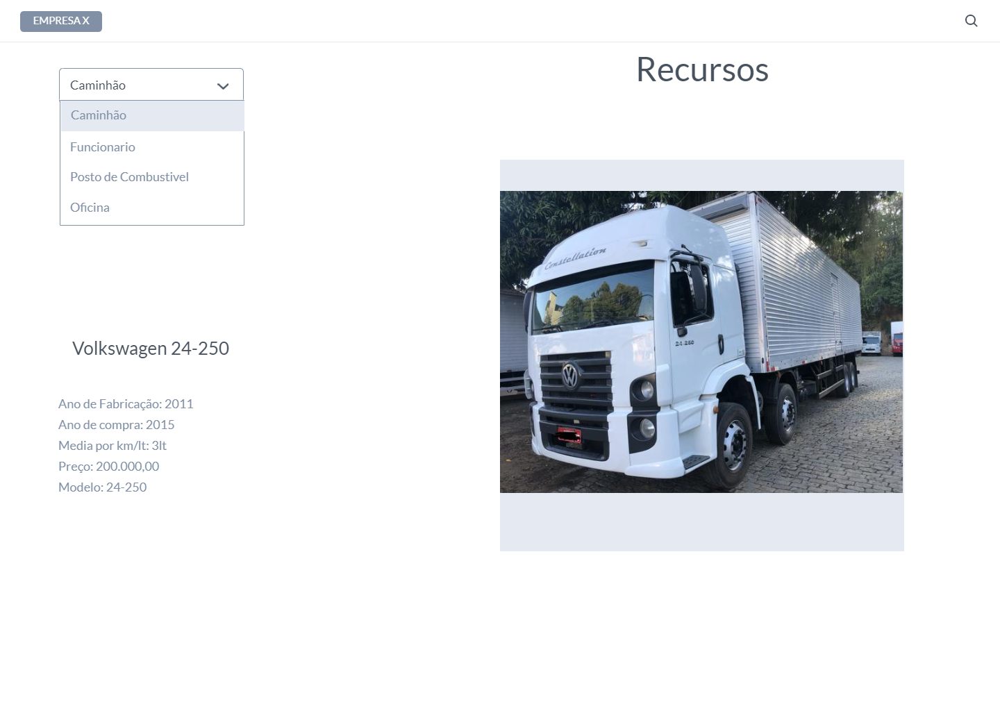 EMPRESA X
Recursos
Caminhão
Caminhão
Funcionario
Posto de Combustivel
Oficina
Volkswagen 24-250
Ano de Fabricação: 2011
Ano de compra: 2015
Media por km/lt: 3lt
Preço: 200.000,00
Modelo: 24-250
Constellation
24-250